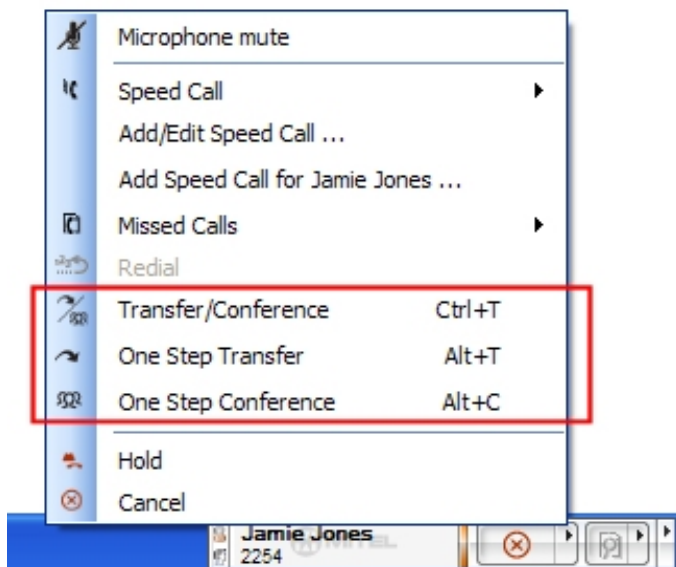 Microphone mute
Speed Call
Add/Edit Speed Call ...
Add Speed Call for Jamie Jones ...
Missed Calls
Redial
Transfer/Conference Ctrl+T
One Step Transfer Alt+T
One Step Conference Alt+C
Hold
Cancel
Jamie Jones
MITEL
2254